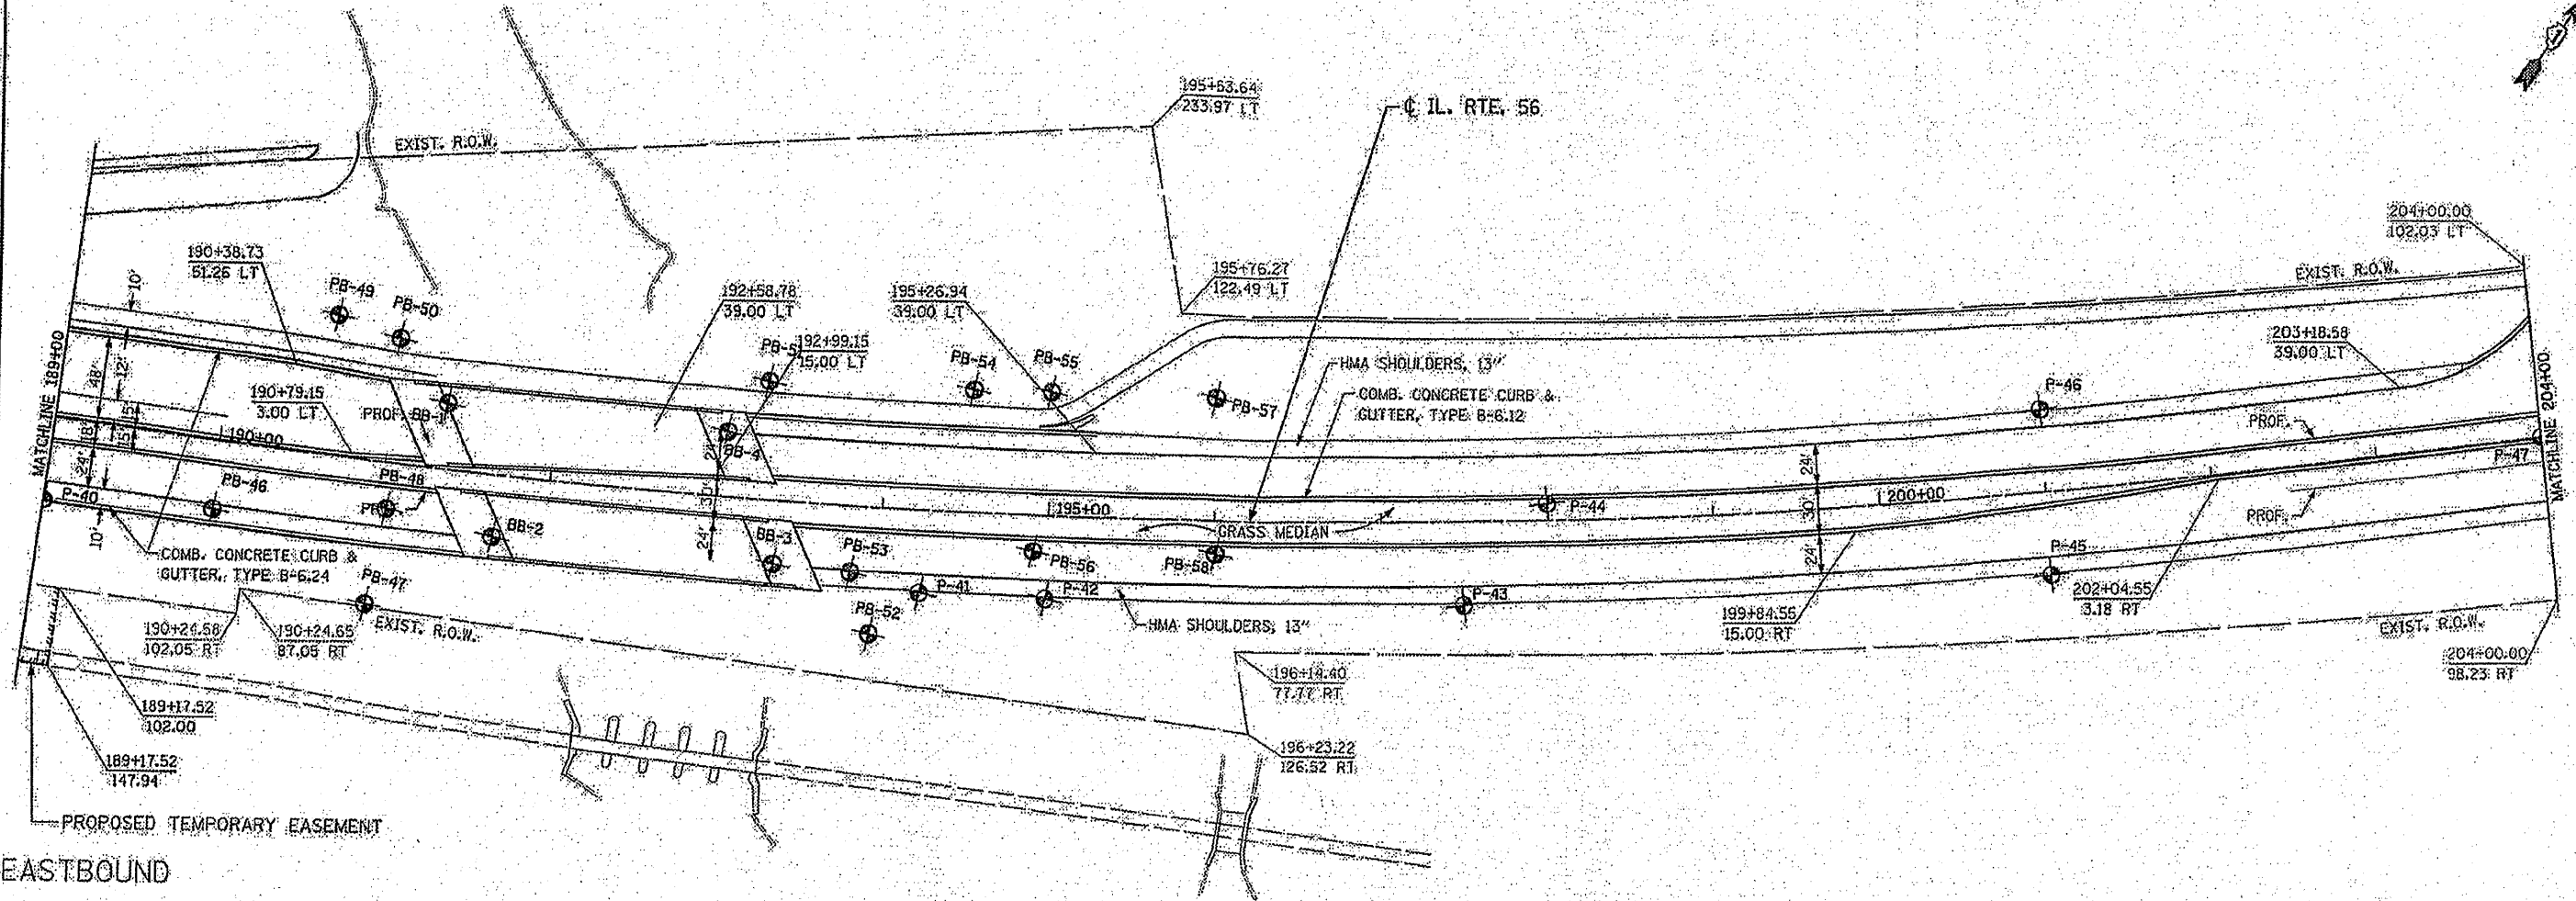 195+53.64
233.97 LT
℄ IL. RTE. 56
EXIST. R.O.W.
204+00.00
102.03 LT
190+38.73
51.26 LT
10'
PB-49
PB-50
192+58.78
39.00 LT
195+26.94
39.00 LT
195+76.27
122.49 LT
EXIST. R.O.W.
203+18.58
39.00 LT
MATCHLINE 189+00
48'
12'
192+99.15
15.00 LT
PB-54
PB-55
PB-57
HMA SHOULDERS, 13"
COMB. CONCRETE CURB &
GUTTER, TYPE B-6.12
P-46
PROF.
MATCHLINE 204+00
190+79.15
3.00 LT
PROF.
BB-1
BB-4
190+00
15'
15'
18'
24'
P-40
PB-46
PB-48
10'
BB-2
30'
24'
BB-3
PB-53
195+00
GRASS MEDIAN
P-44
24'
30'
24'
200+00
P-47
PROF.
COMB. CONCRETE CURB &
GUTTER, TYPE B-6.24
PB-47
PB-52
P-41
PB-56
P-42
PB-58
P-43
P-45
202+04.55
3.18 RT
HMA SHOULDERS, 13"
199+84.55
15.00 RT
190+24.58
102.05 RT
190+24.65
87.05 RT
EXIST. R.O.W.
EXIST. R.O.W.
204+00.00
98.23 RT
196+14.40
77.77 RT
189+17.52
102.00
196+23.22
126.52 RT
189+17.52
147.94
PROPOSED TEMPORARY EASEMENT
EASTBOUND